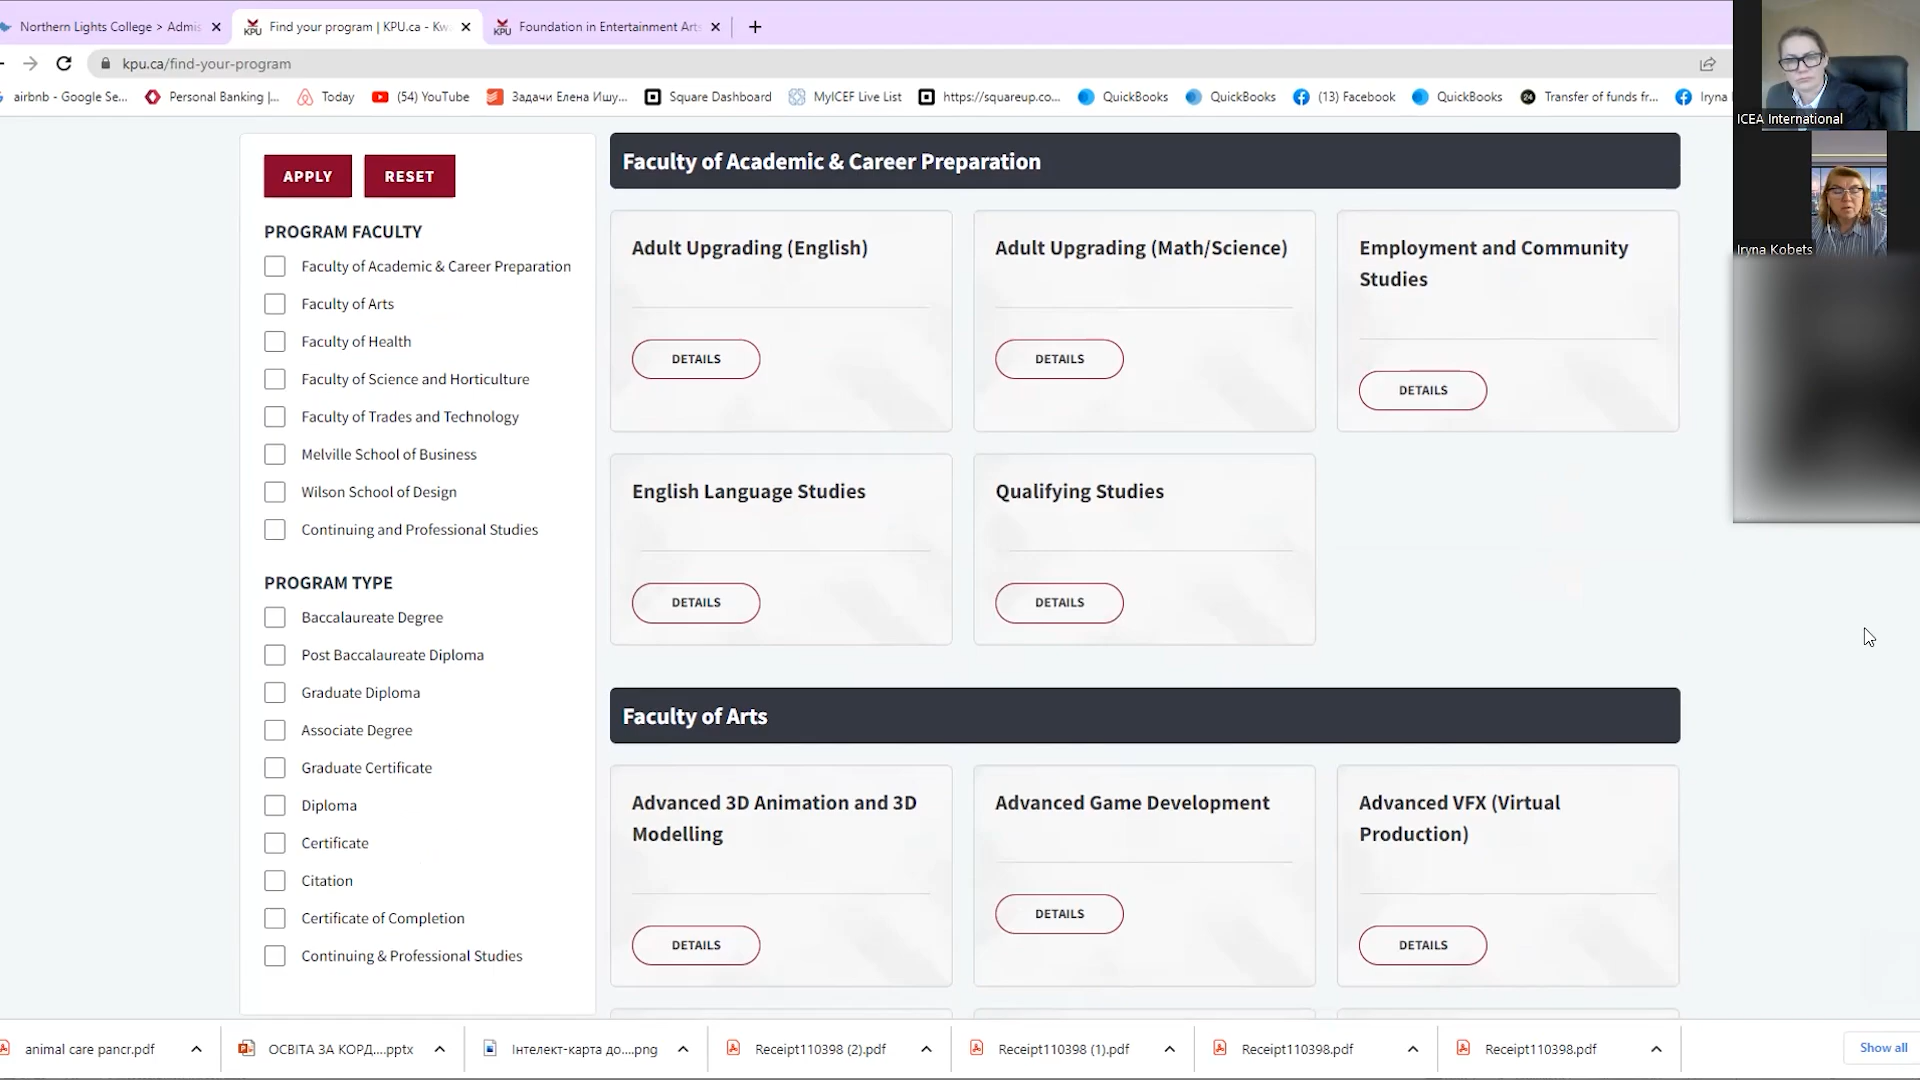 Northern Lights College > Admis
Find your program | KPU.ca - Kwa
Foundation in Entertainment Arts
kpu.ca/find-your-program
airbnb - Google Se...
Personal Banking |...
Today
(54) YouTube
Задачи Елена Ишу...
Square Dashboard
MyICEF Live List
https://squareup.co...
QuickBooks
QuickBooks
(13) Facebook
QuickBooks
24
Transfer of funds fr...
Iryna
ICEA International
Iryna Kobets
APPLY
RESET
PROGRAM FACULTY
Faculty of Academic & Career Preparation
Faculty of Arts
Faculty of Health
Faculty of Science and Horticulture
Faculty of Trades and Technology
Melville School of Business
Wilson School of Design
Continuing and Professional Studies
PROGRAM TYPE
Baccalaureate Degree
Post Baccalaureate Diploma
Graduate Diploma
Associate Degree
Graduate Certificate
Diploma
Certificate
Citation
Certificate of Completion
Continuing & Professional Studies
Faculty of Academic & Career Preparation
Adult Upgrading (English)
DETAILS
Adult Upgrading (Math/Science)
DETAILS
Employment and Community
Studies
DETAILS
English Language Studies
DETAILS
Qualifying Studies
DETAILS
Faculty of Arts
Advanced 3D Animation and 3D
Modelling
DETAILS
Advanced Game Development
DETAILS
Advanced VFX (Virtual
Production)
DETAILS
animal care pancr.pdf
ОСВІТА ЗА КОРД....pptx
Інтелект-карта до....png
Receipt110398 (2).pdf
Receipt110398 (1).pdf
Receipt110398.pdf
Receipt110398.pdf
Show all